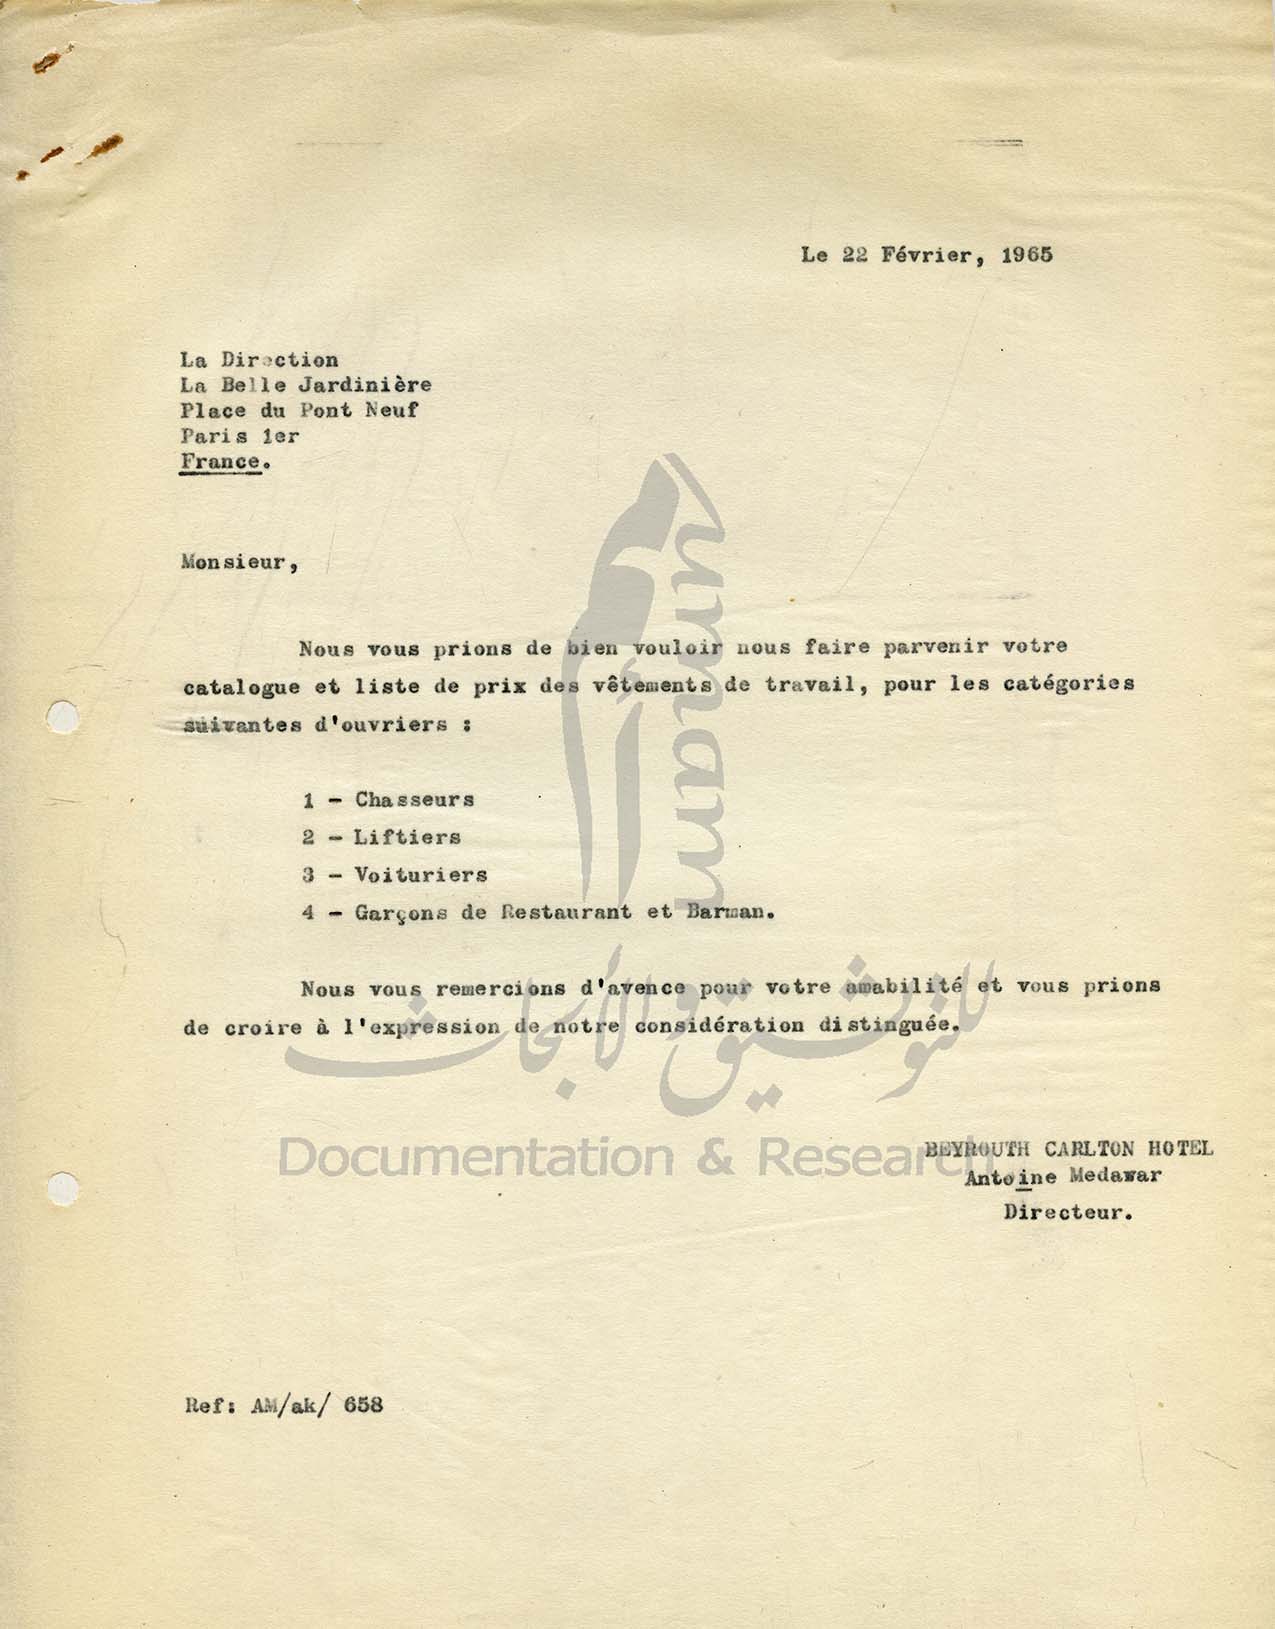 Le 22 Février, 1965
La Direction
La Belle Jardinière
Place du Pont Neuf
Paris 1er
France.
Monsieur,
Nous vous prions de bien vouloir nous faire parvenir votre
catalogue et liste de prix des vêtements de travail, pour les catégories
suivantes d'ouvriers :
1 - Chasseurs
2 - Liftiers
3 - Voituriers
4 - Garçons de Restaurant et Barman.
Nous vous remercions d'avence pour votre amabilité et vous prions
de croire à l'expression de notre considération distinguée.
BEYROUTH CARLTON HOTEL
Antoine Medawar
Directeur.
Ref: AM/ak/ 658
umam
للتوثيق والأبحاث
Documentation & Research